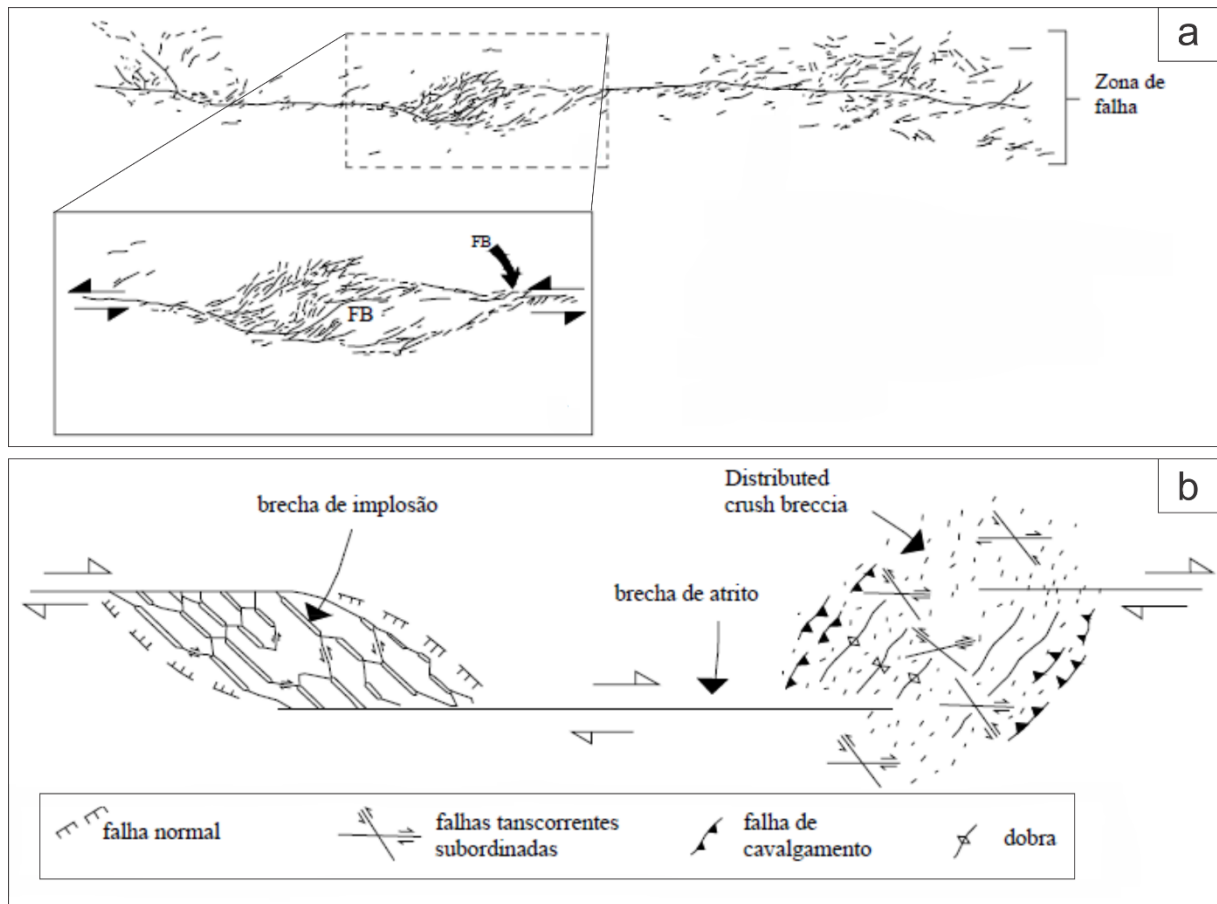 a
Zona de
falha
FB
FB
b
brecha de implosão
Distributed
crush breccia
brecha de atrito
falha normal
falhas tanscorrentes
subordinadas
falha de
cavalgamento
dobra